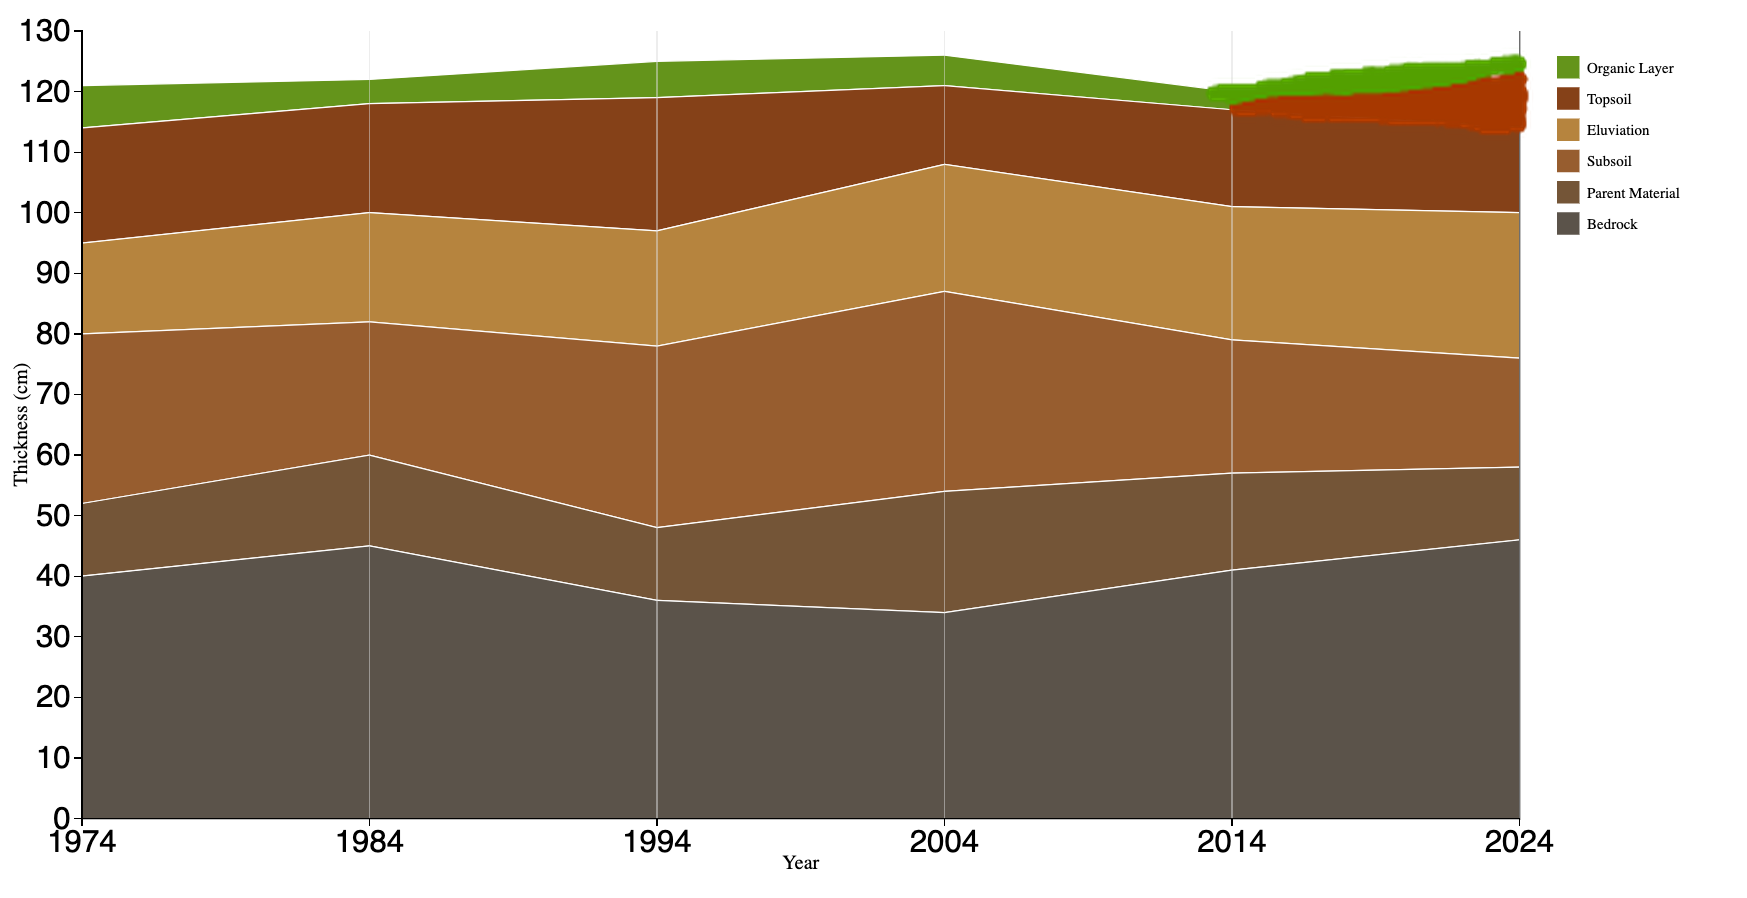 130
120
110
100
90
80
70
60
50
40
30
20
10
0
Thickness (cm)
1974 1984 1994 2004 2014 2024
Year
Organic Layer
Topsoil
Eluviation
Subsoil
Parent Material
Bedrock